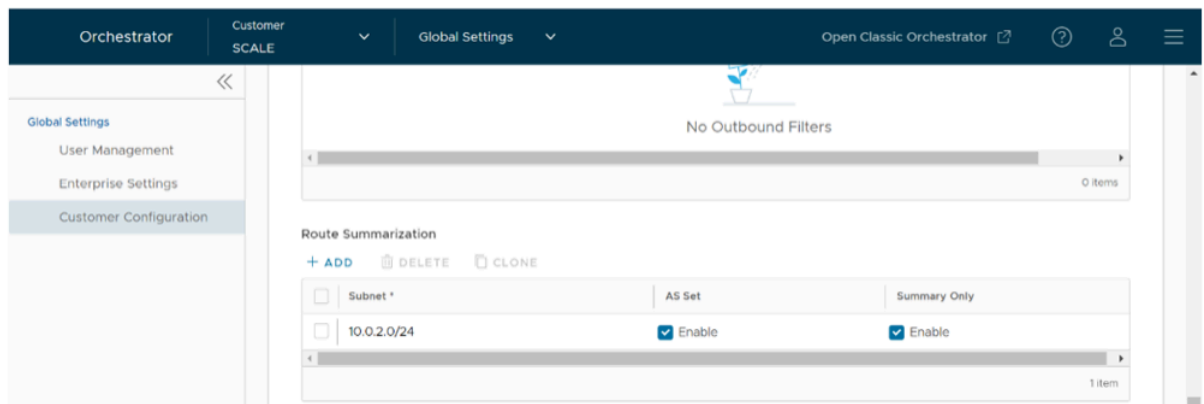 Orchestrator
Customer
SCALE
Global Settings
Open Classic Orchestrator
Global Settings
User Management
Enterprise Settings
Customer Configuration
No Outbound Filters
0 items
Route Summarization
+ ADD DELETE CLONE
Subnet * AS Set Summary Only
10.0.2.0/24 Enable Enable
1 item